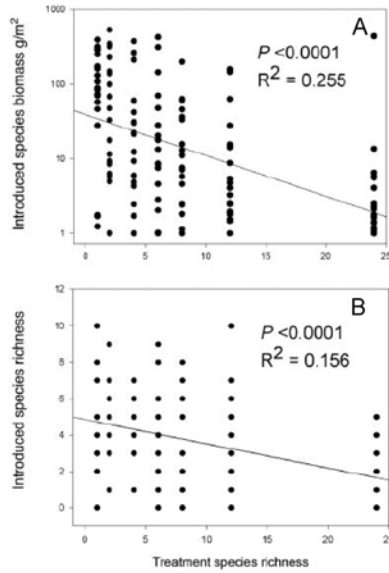 Introduced species biomass g/m²
1000
100
10
1
A
P <0.0001
R² = 0.255
0 5 10 15 20 25
Introduced species richness
12
10
8
6
4
2
0
B
P <0.0001
R² = 0.156
0 5 10 15 20 25
Treatment species richness